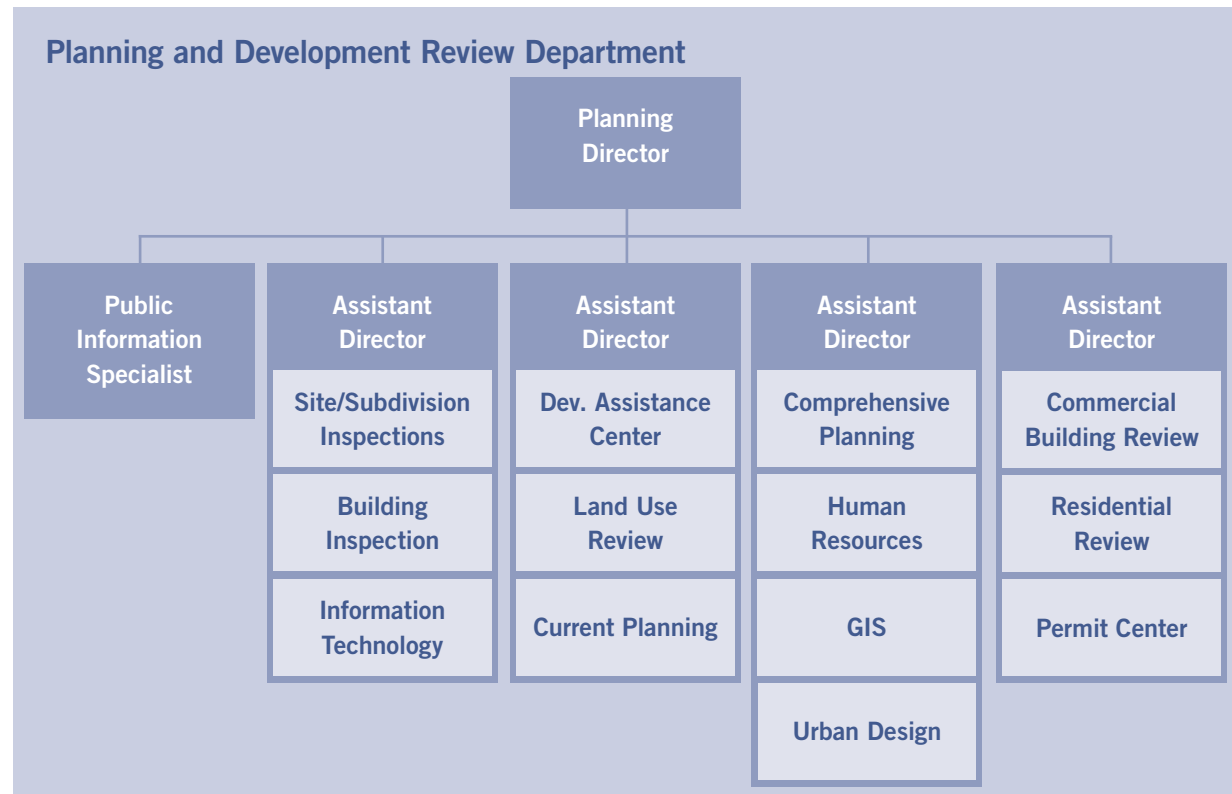 Planning and Development Review Department
Planning
Director
Public
Information
Specialist
Assistant
Director
Site/Subdivision
Inspections
Building
Inspection
Information
Technology
Assistant
Director
Dev. Assistance
Center
Land Use
Review
Current Planning
Assistant
Director
Comprehensive
Planning
Human
Resources
GIS
Urban Design
Assistant
Director
Commercial
Building Review
Residential
Review
Permit Center